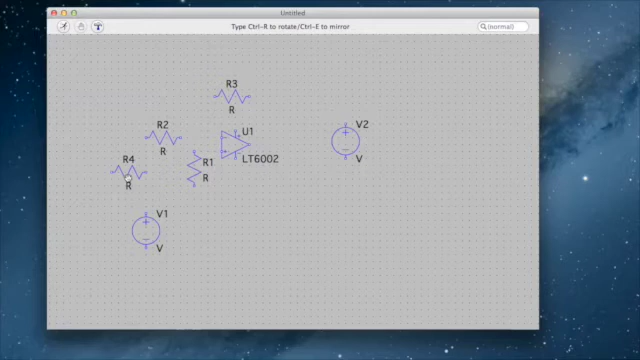 Untitled
Type Ctrl-R to rotate/Ctrl-E to mirror
(normal)
R3
R
R2
R
U1
LT6002
V2
V
R4
R
R1
R
V1
V